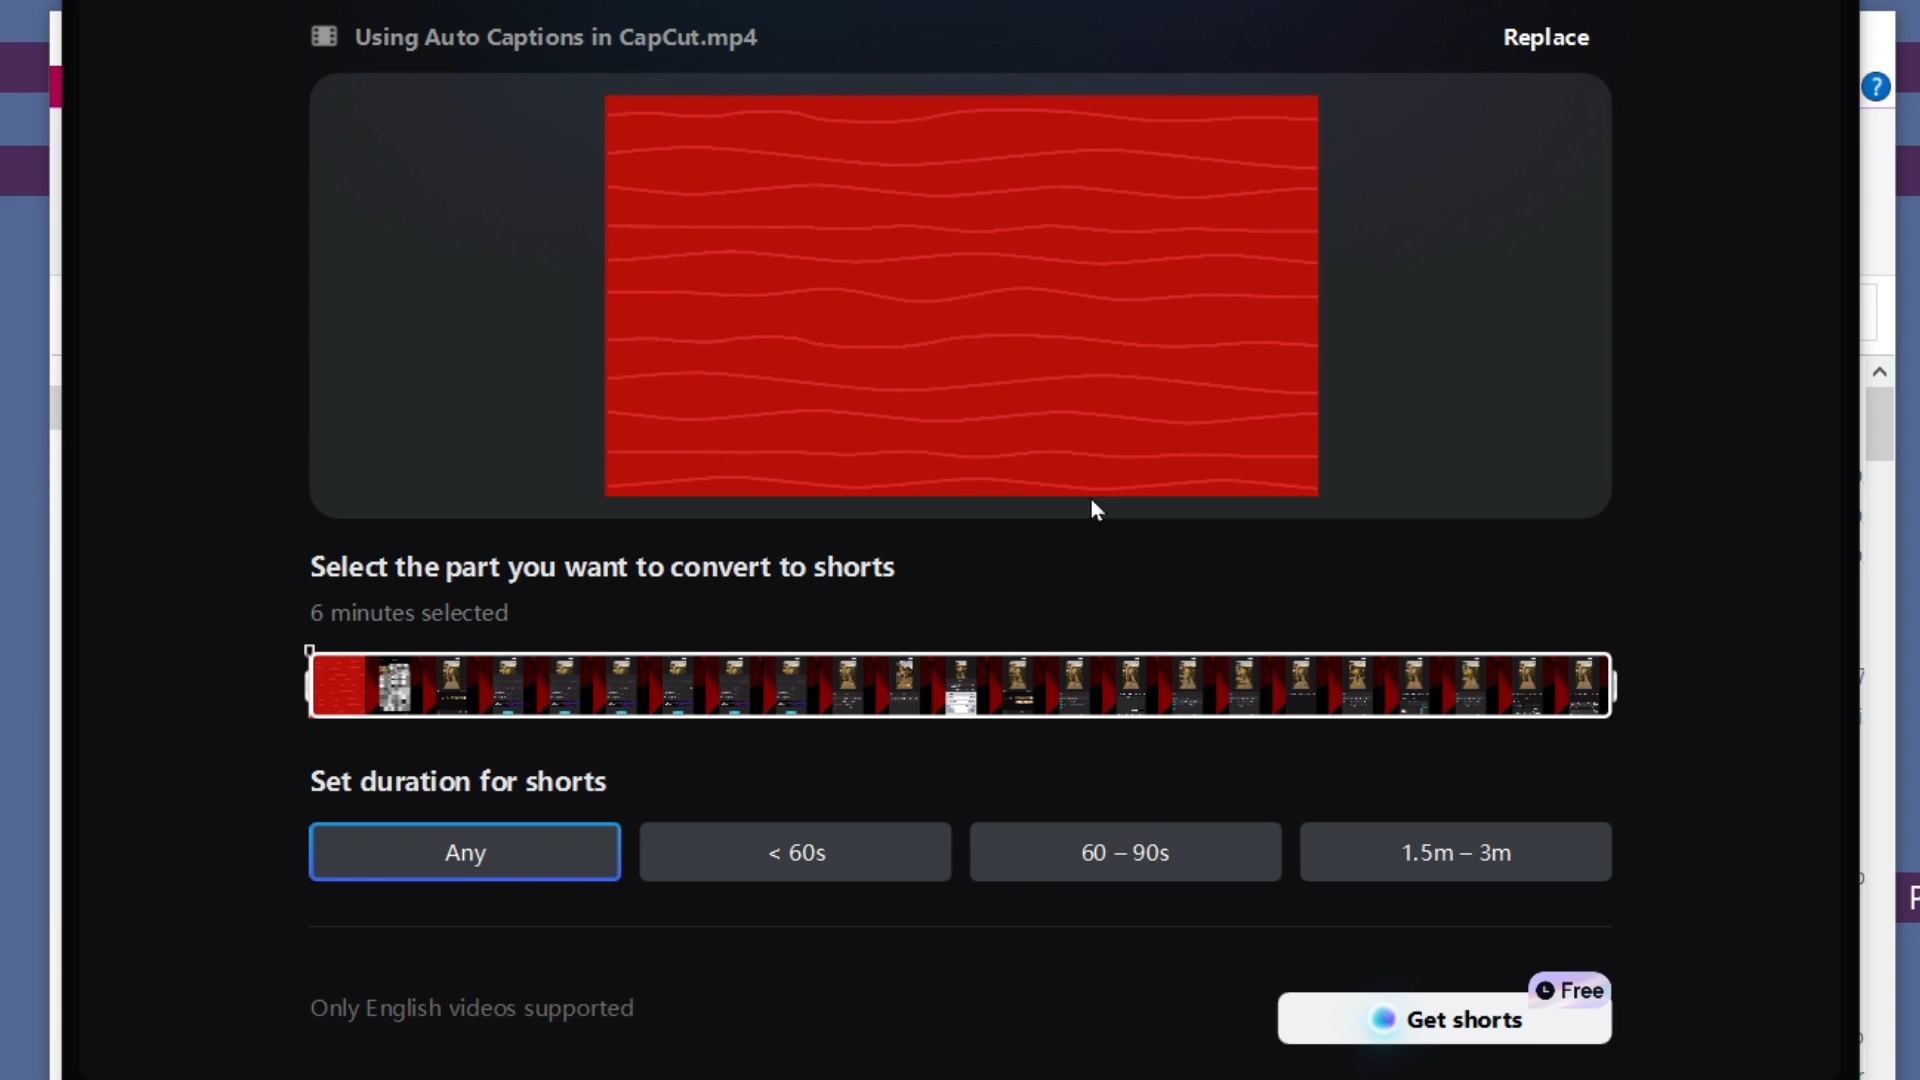 Using Auto Captions in CapCut.mp4
Replace
?
Select the part you want to convert to shorts
6 minutes selected
Set duration for shorts
Any
< 60s
60 – 90s
1.5m – 3m
Only English videos supported
Free
Get shorts